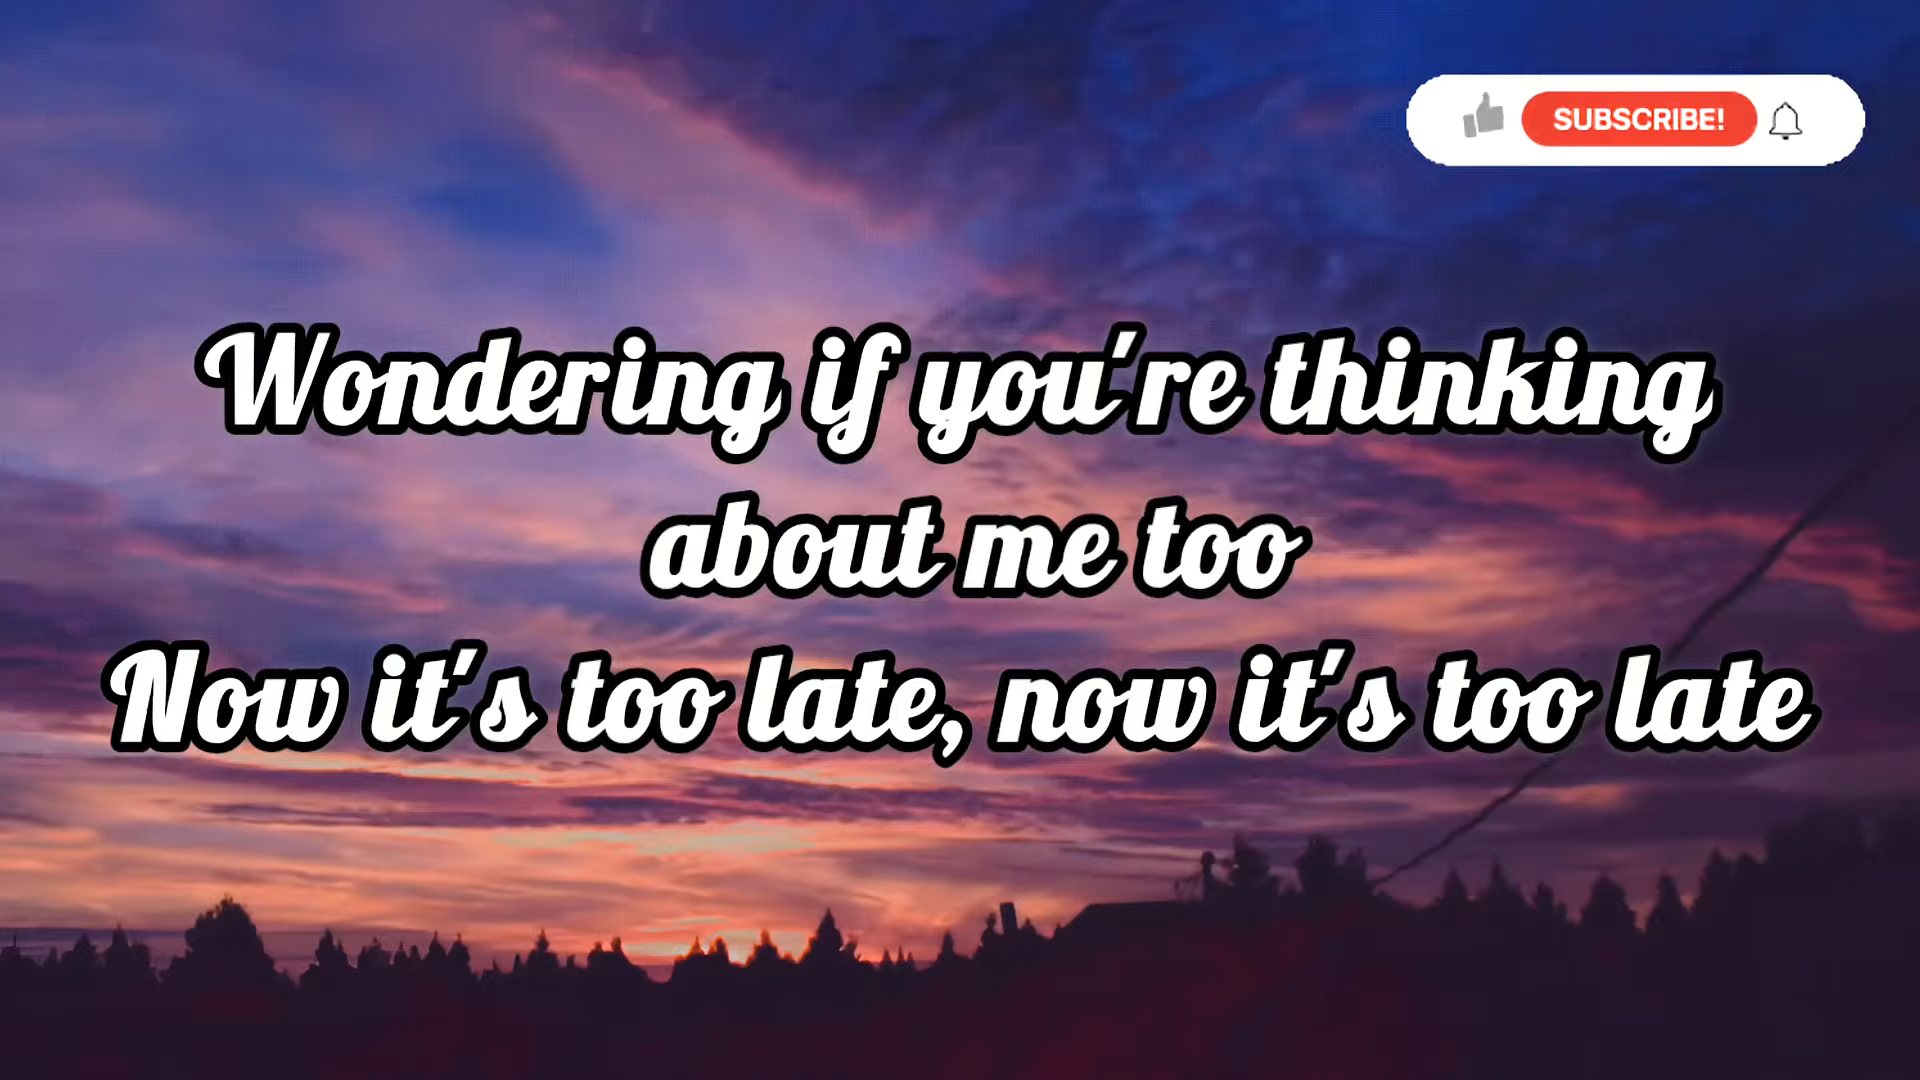 SUBSCRIBE!
Wondering if you're thinking
about me too
Now it's too late, now it's too late